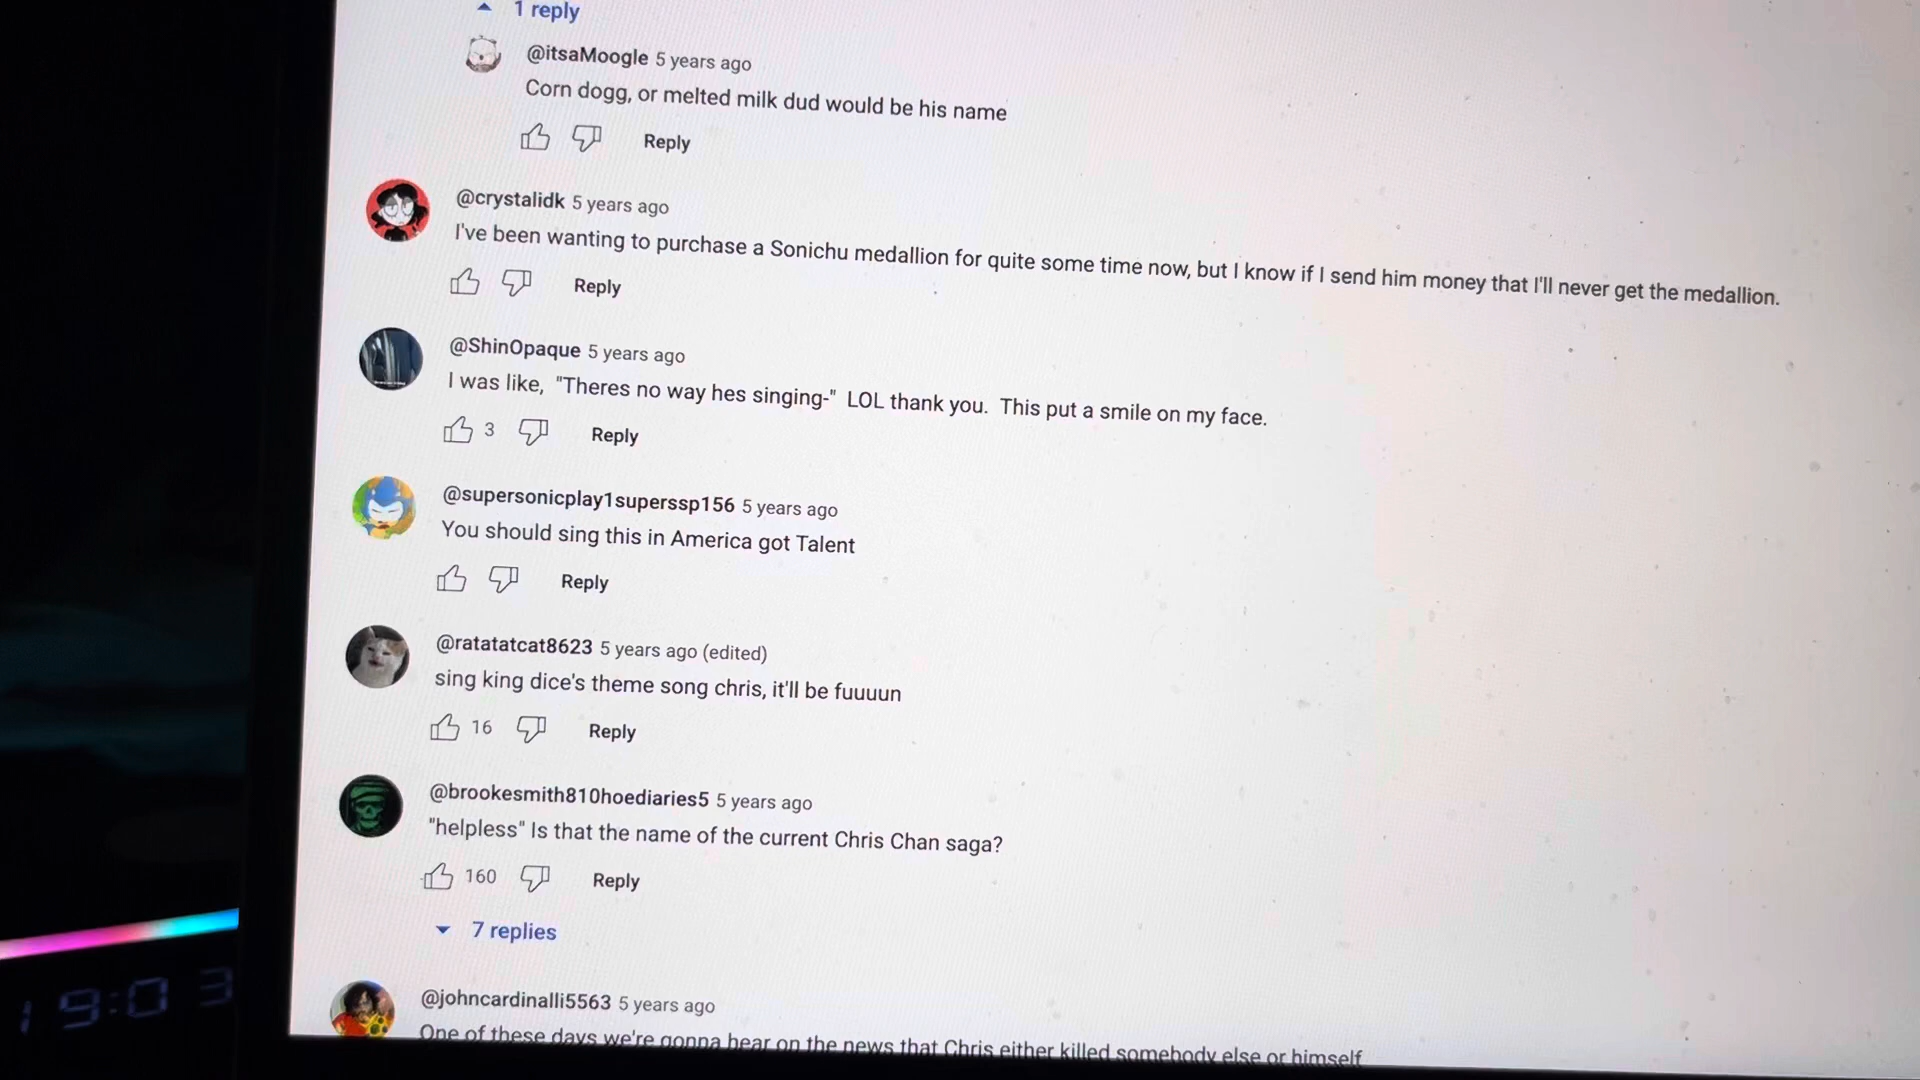 1 reply
@itsaMoogle 5 years ago
Corn dogg, or melted milk dud would be his name
Reply
@crystalidk 5 years ago
I've been wanting to purchase a Sonichu medallion for quite some time now, but I know if I send him money that I'll never get the medallion.
Reply
@ShinOpaque 5 years ago
I was like, "Theres no way hes singing-" LOL thank you. This put a smile on my face.
3 Reply
@supersonicplay1superssp156 5 years ago
You should sing this in America got Talent
Reply
@ratatatcat8623 5 years ago (edited)
sing king dice's theme song chris, it'll be fuuuun
16 Reply
@brookesmith810hoediaries5 5 years ago
"helpless" Is that the name of the current Chris Chan saga?
160 Reply
7 replies
@johncardinalli5563 5 years ago
One of these days we're gonna hear on the news that Chris either killed somebody else or himself
19:03